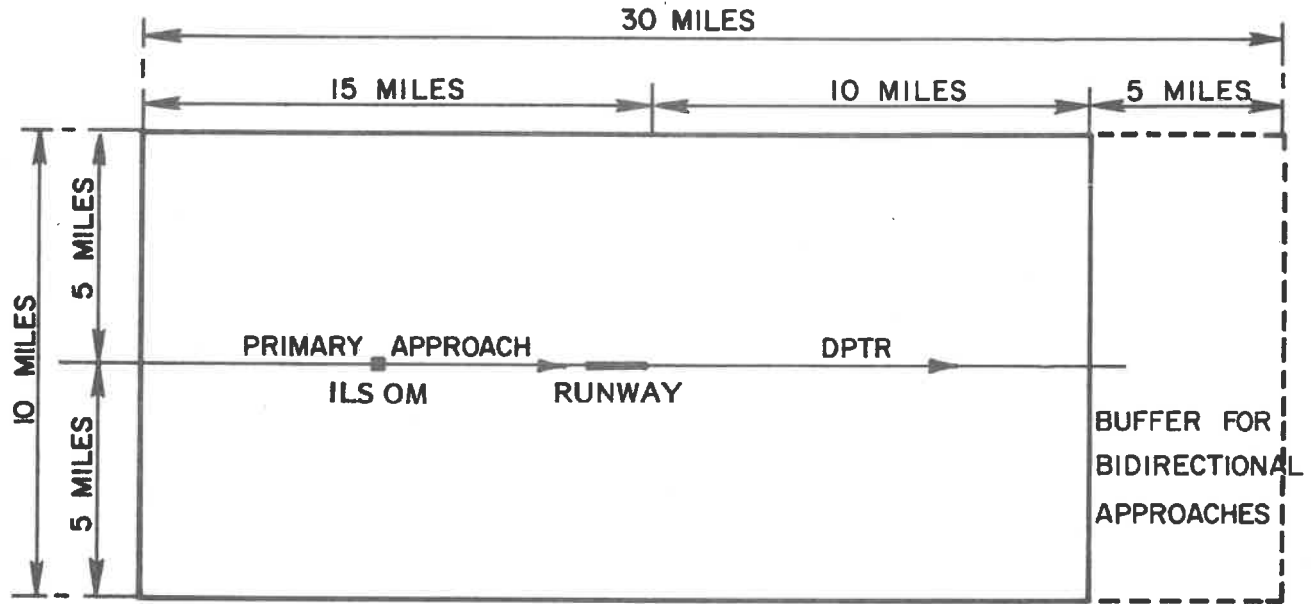 30 MILES
15 MILES
10 MILES
5 MILES
10 MILES
5 MILES
5 MILES
PRIMARY APPROACH
ILS OM
RUNWAY
DPTR
BUFFER FOR
BIDIRECTIONAL
APPROACHES